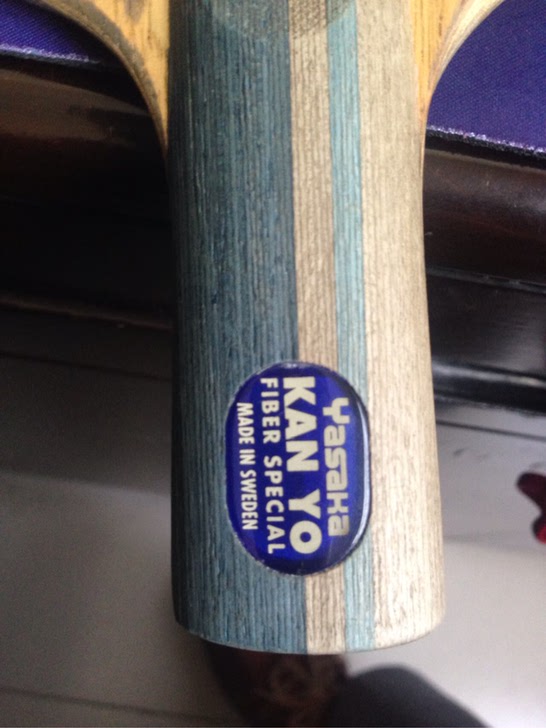 Yasaka
KAN YO
FIBER SPECIAL
MADE IN SWEDEN